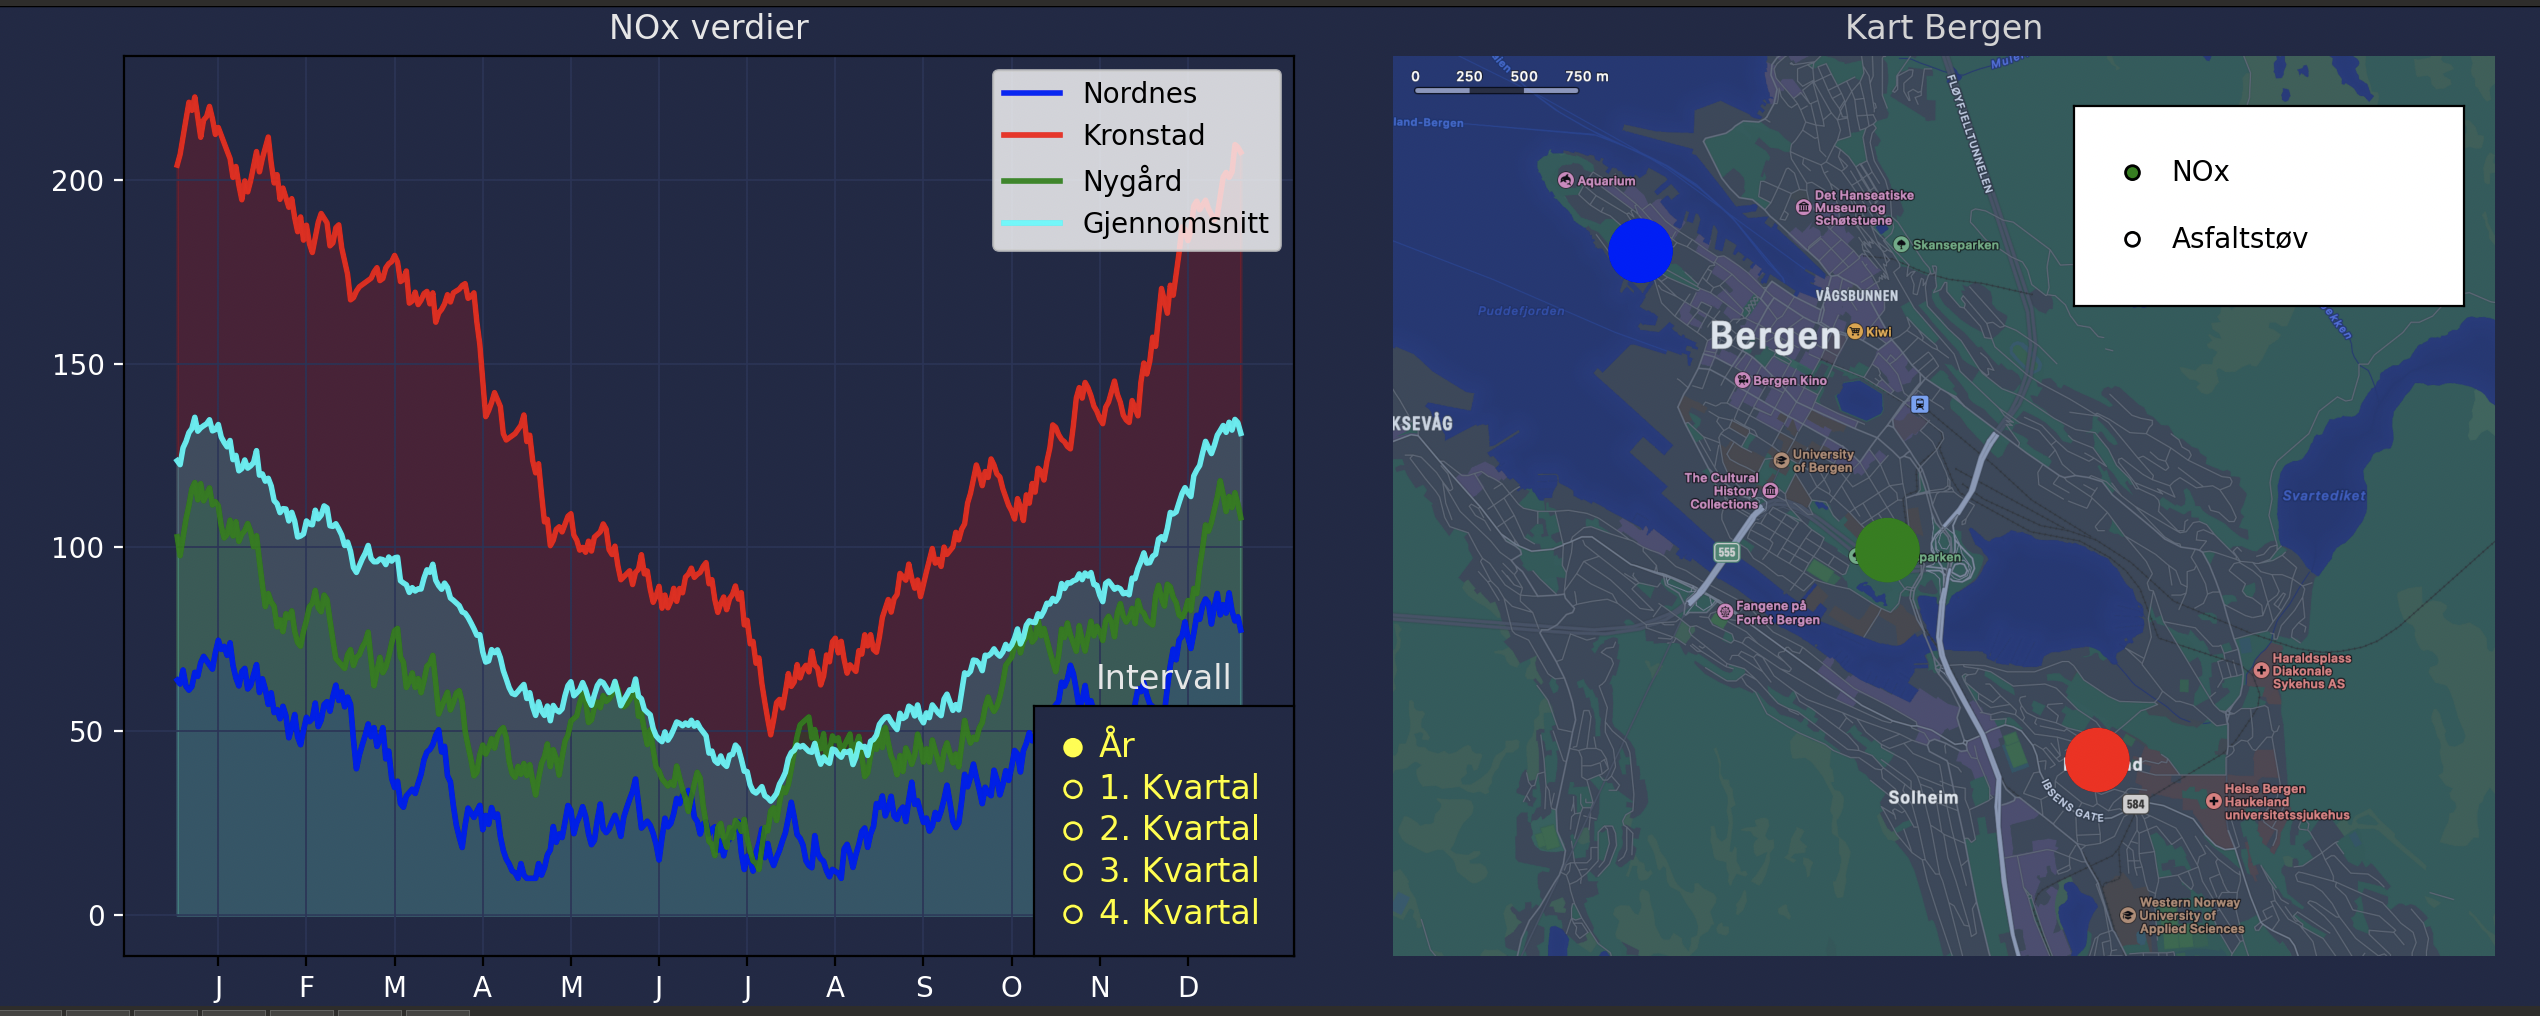 NOx verdier
200
150
100
50
0
J
F
M
A
M
J
J
A
S
O
N
D
Nordnes
Kronstad
Nygård
Gjennomsnitt
Intervall
År
1. Kvartal
2. Kvartal
3. Kvartal
4. Kvartal
Kart Bergen
0 250 500 750 m
land-Bergen
FLØYFJELLTUNNELEN
NOx
Asfaltstøv
Aquarium
Det Hanseatiske
Museum og
Schøtstuene
Skanseparken
VÅGSBUNNEN
Puddefjorden
Bergen
Kiwi
Bergen Kino
KSEVÅG
University
of Bergen
The Cultural
History
Collections
Svartediket
555
parken
Fangene på
Fortet Bergen
Haraldsplass
Diakonale
Sykehus AS
Solheim
IBSENS GATE
584
Helse Bergen
Haukeland
universitetssjukehus
Western Norway
University of
Applied Sciences